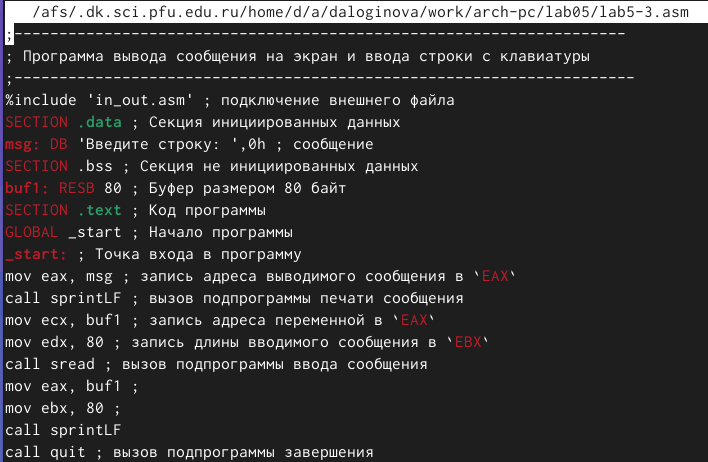 /afs/.dk.sci.pfu.edu.ru/home/d/a/daloginova/work/arch-pc/lab05/lab5-3.asm
;--------------------------------------------------------------------
; Программа вывода сообщения на экран и ввода строки с клавиатуры
;---------------------------------------------------------------------
%include 'in_out.asm' ; подключение внешнего файла
SECTION .data ; Секция инициированных данных
msg: DB 'Введите строку: ',0h ; сообщение
SECTION .bss ; Секция не инициированных данных
buf1: RESB 80 ; Буфер размером 80 байт
SECTION .text ; Код программы
GLOBAL _start ; Начало программы
_start: ; Точка входа в программу
mov eax, msg ; запись адреса выводимого сообщения в `EAX`
call sprintLF ; вызов подпрограммы печати сообщения
mov ecx, buf1 ; запись адреса переменной в `EAX`
mov edx, 80 ; запись длины вводимого сообщения в `EBX`
call sread ; вызов подпрограммы ввода сообщения
mov eax, buf1 ;
mov ebx, 80 ;
call sprintLF
call quit ; вызов подпрограммы завершения